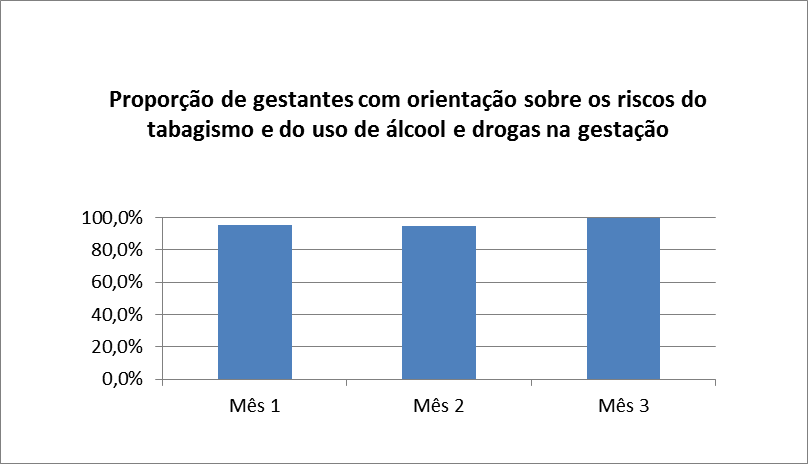 Proporção de gestantes com orientação sobre os riscos do
tabagismo e do uso de álcool e drogas na gestação
100,0%
80,0%
60,0%
40,0%
20,0%
0,0%
Mês 1
Mês 2
Mês 3